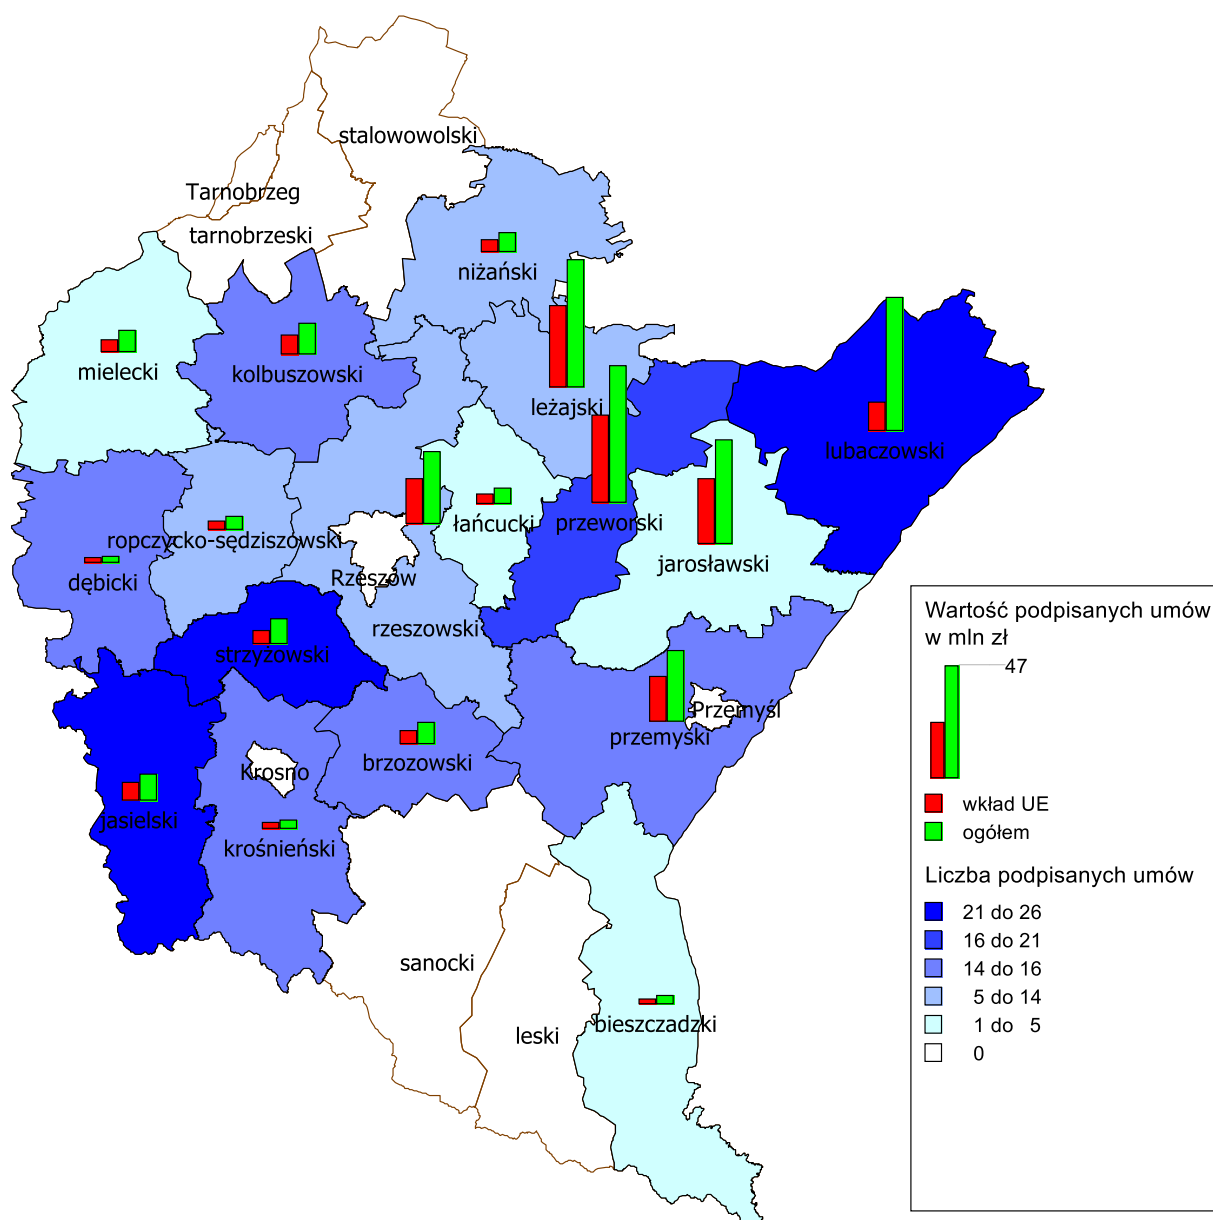 stalowowolski
Tarnobrzeg
tarnobrzeski
niżański
mielecki
kolbuszowski
leżajski
lubaczowski
łańcucki
przeworski
ropczycko-sędziszowski
jarosławski
dębicki
Rzeszów
rzeszowski
strzyżowski
Przemyśl
przemyski
brzozowski
Krosno
jasielski
krośnieński
sanocki
leski
bieszczadzki
Wartość podpisanych umów
w mln zł
47
wkład UE
ogółem
Liczba podpisanych umów
21 do 26
16 do 21
14 do 16
5 do 14
1 do 5
0